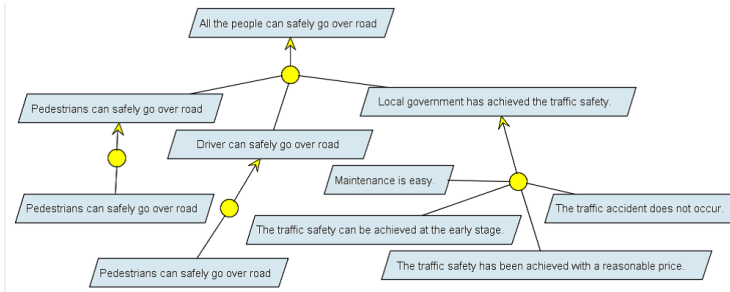 All the people can safely go over road
Pedestrians can safely go over road
Local government has achieved the traffic safety.
Driver can safely go over road
Maintenance is easy.
Pedestrians can safely go over road
The traffic accident does not occur.
The traffic safety can be achieved at the early stage.
Pedestrians can safely go over road
The traffic safety has been achieved with a reasonable price.